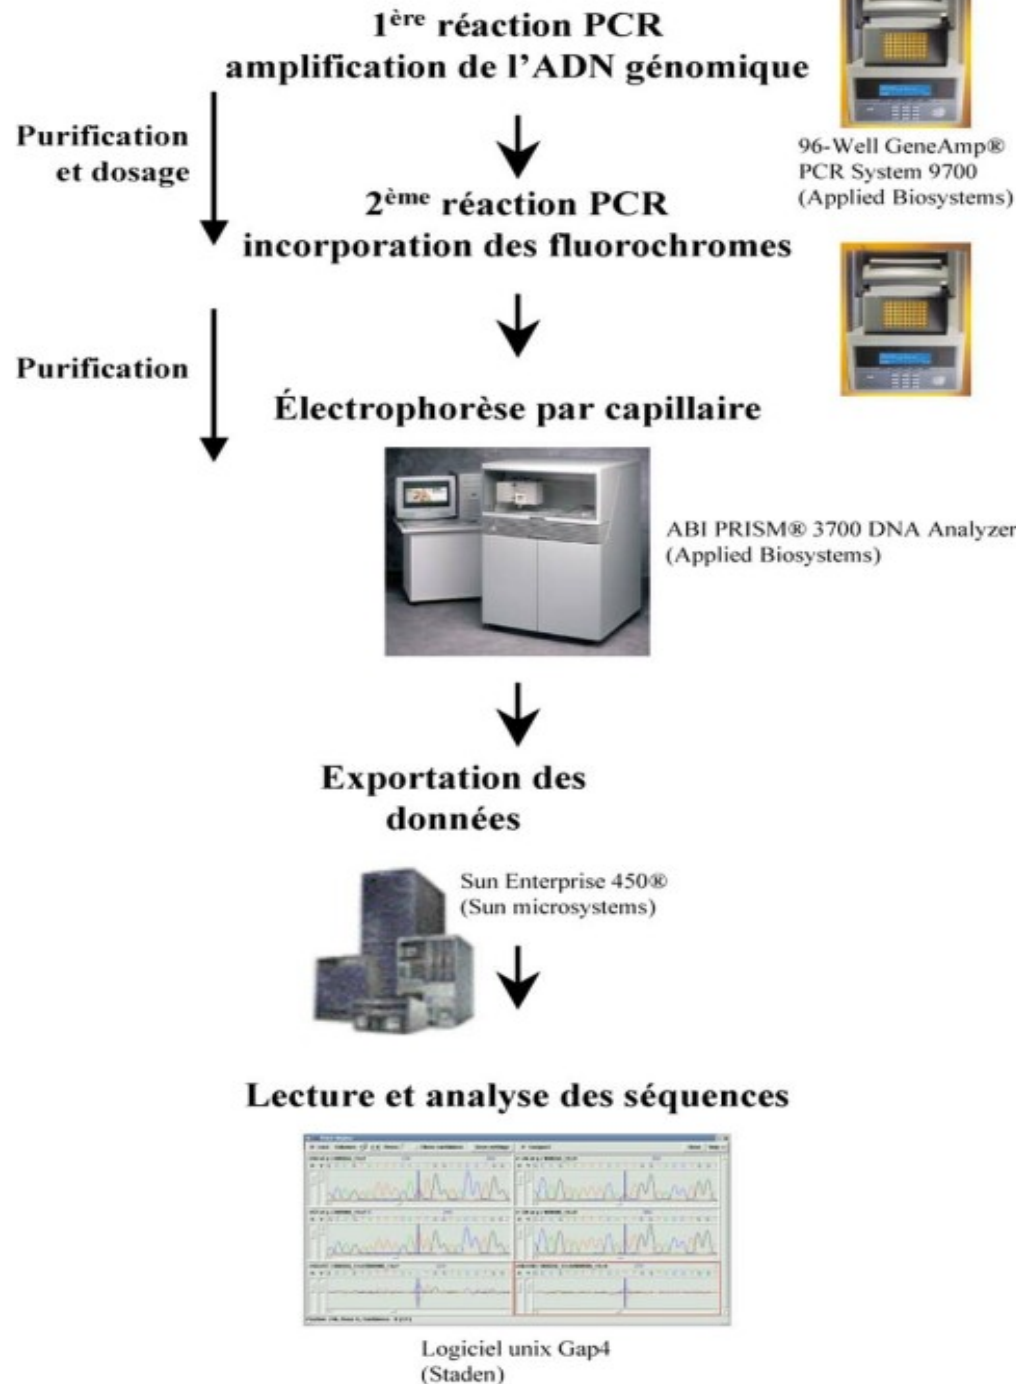 1ère réaction PCR
amplification de l'ADN génomique
96-Well GeneAmp®
PCR System 9700
(Applied Biosystems)
Purification
et dosage
2ème réaction PCR
incorporation des fluorochromes
Purification
Électrophorèse par capillaire
ABI PRISM® 3700 DNA Analyzer
(Applied Biosystems)
Exportation des
données
Sun Enterprise 450®
(Sun microsystems)
Lecture et analyse des séquences
Logiciel unix Gap4
(Staden)